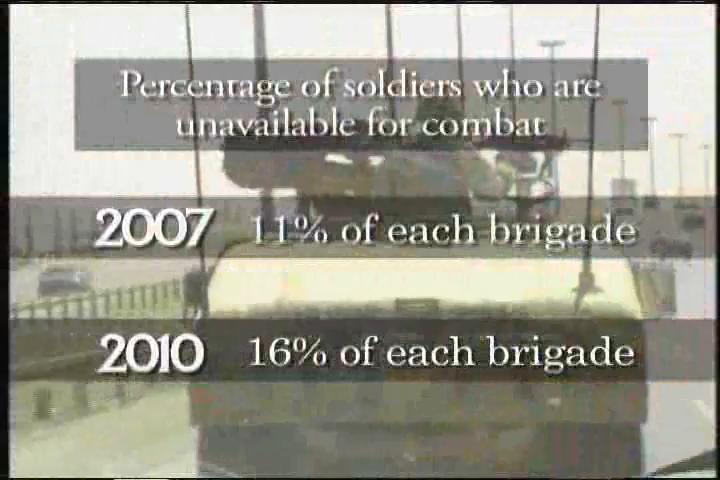 Percentage of soldiers who are
unavailable for combat
2007 11% of each brigade
2010 16% of each brigade